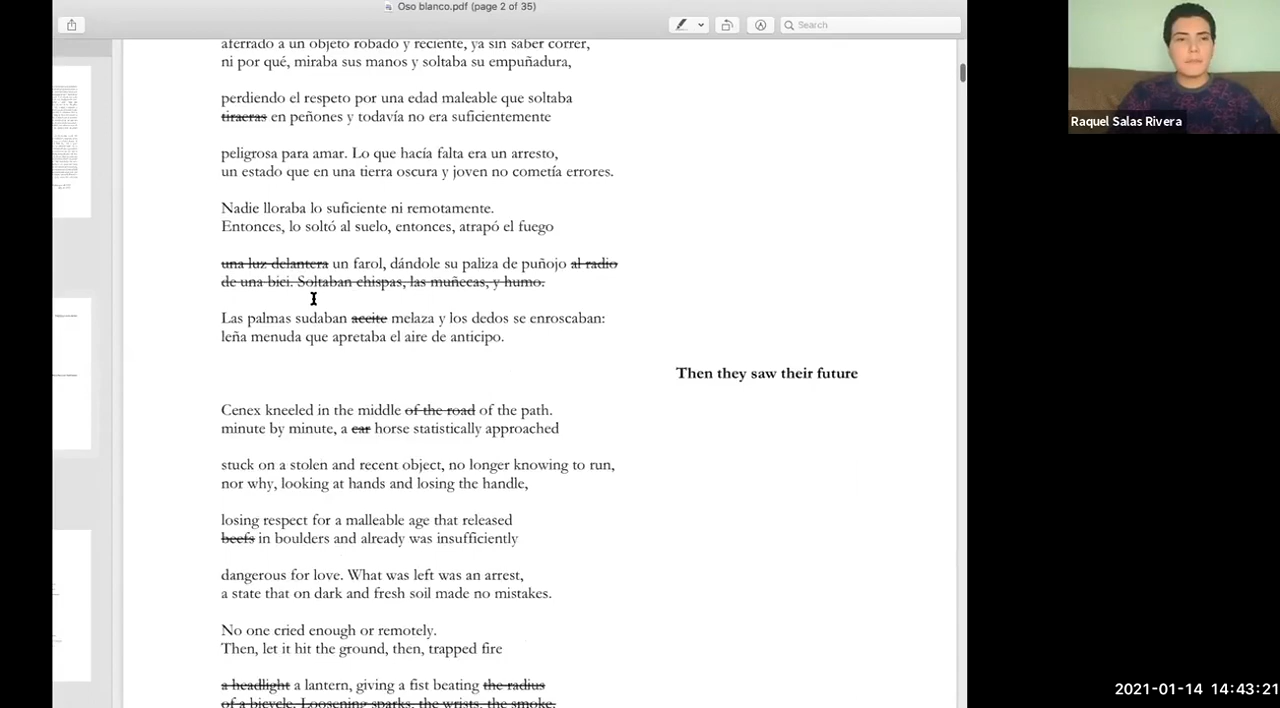 Oso blanco.pdf (page 2 of 35)
Search
aferrado a un objeto robado y reciente, ya sin saber correr,
ni por qué, miraba sus manos y soltaba su empuñadura,
perdiendo el respeto por una edad maleable que soltaba
tiraeras en peñones y todavía no era suficientemente
peligrosa para amar. Lo que hacía falta era un arresto,
un estado que en una tierra oscura y joven no cometía errores.
Nadie lloraba lo suficiente ni remotamente.
Entonces, lo soltó al suelo, entonces, atrapó el fuego
una luz delantera un farol, dándole su paliza de puñojo al radio
de una bici. Soltaban chispas, las muñecas, y humo.
Las palmas sudaban aceite melaza y los dedos se enroscaban:
leña menuda que apretaba el aire de anticipo.
Then they saw their future
Cenex kneeled in the middle of the road of the path.
minute by minute, a car horse statistically approached
stuck on a stolen and recent object, no longer knowing to run,
nor why, looking at hands and losing the handle,
losing respect for a malleable age that released
beefs in boulders and already was insufficiently
dangerous for love. What was left was an arrest,
a state that on dark and fresh soil made no mistakes.
No one cried enough or remotely.
Then, let it hit the ground, then, trapped fire
a headlight a lantern, giving a fist beating the radius
of a bicycle. Loosening sparks, the wrists, the smoke.
Raquel Salas Rivera
2021-01-14 14:43:21